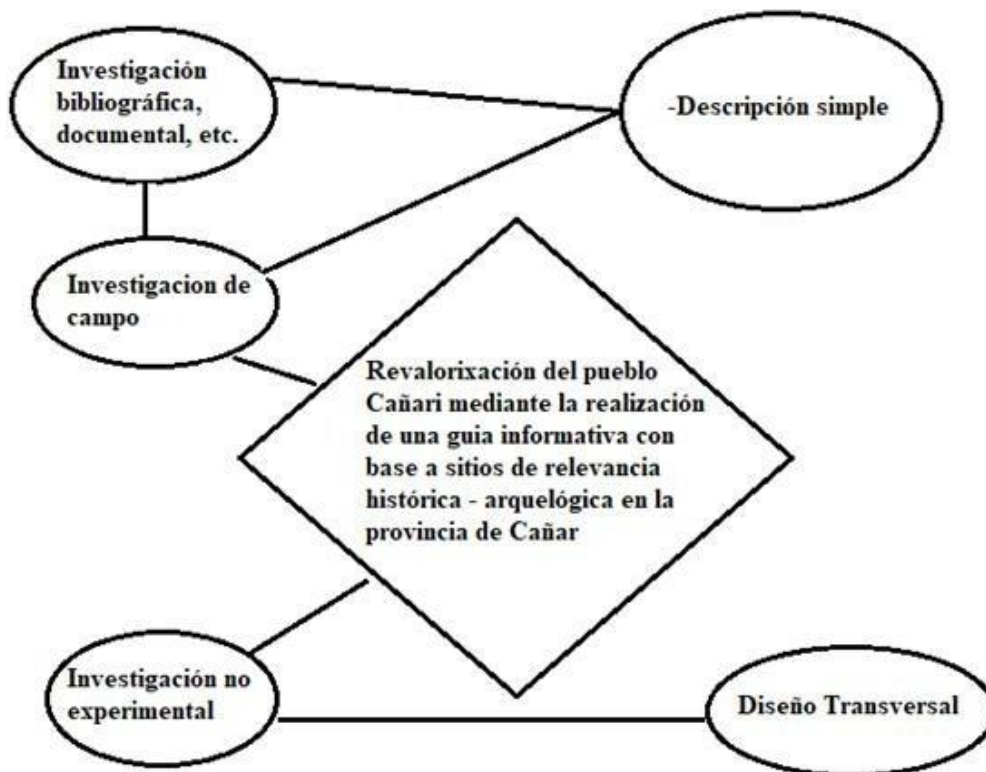 Investigación
bibliográfica,
documental, etc.
-Descripción simple
Investigacion de
campo
Revalorixación del pueblo
Cañari mediante la realización
de una guia informativa con
base a sitios de relevancia
histórica - arquelógica en la
provincia de Cañar
Investigación no
experimental
Diseño Transversal